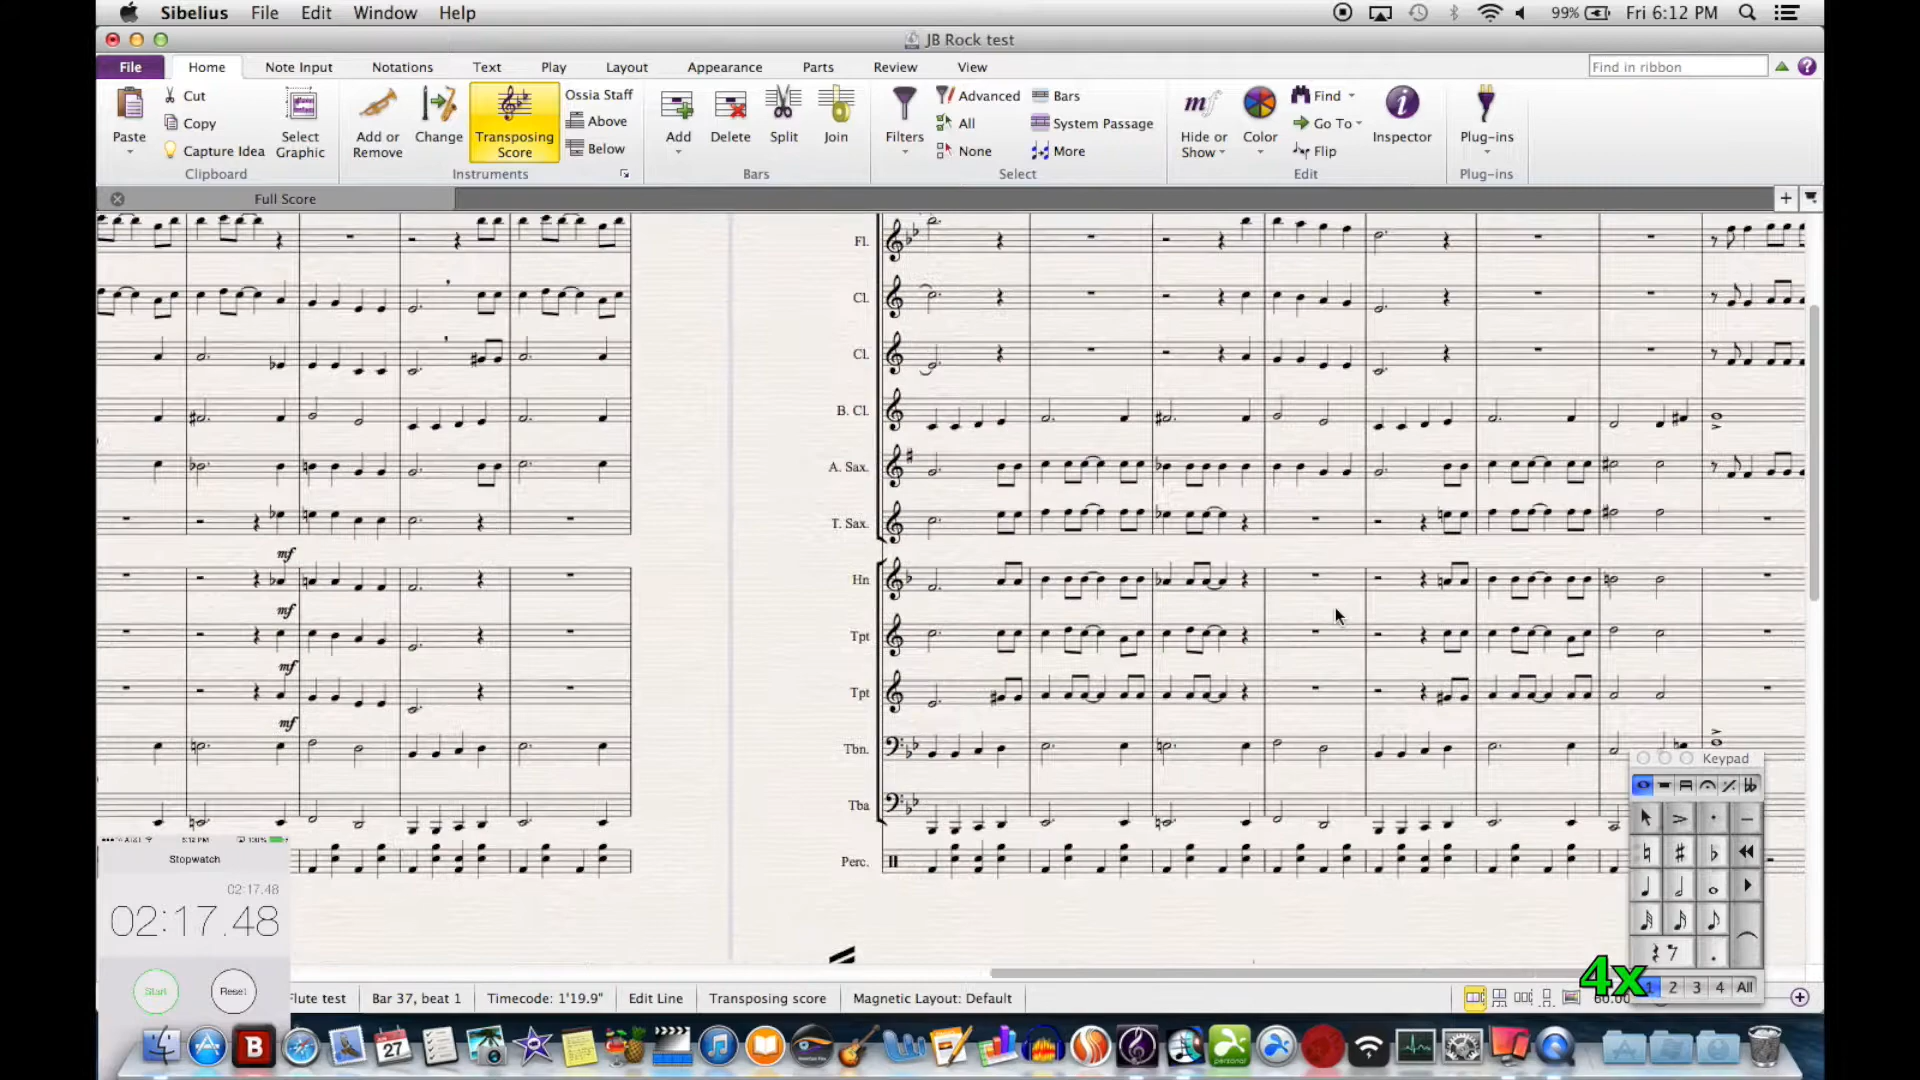 Sibelius File Edit Window Help 99% Fri 6:12 PM
JB Rock test
File Home Note Input Notations Text Play Layout Appearance Parts Review View Find in ribbon
Paste Cut Copy Capture Idea Select Graphic Clipboard
Add or Remove Change Transposing Score Ossia Staff Above Below Instruments
Add Delete Split Join Bars
Filters Advanced All None Bars System Passage More Select
Hide or Show Color Find Go To Flip Inspector Edit
Plug-ins Plug-ins
Full Score
Fl.
Cl.
Cl.
B. Cl.
A. Sax.
T. Sax.
mf
Hn
mf
Tpt
mf
Tpt
mf
Tbn.
Tba
Perc.
Keypad
5:12 PM 100%
Stopwatch
02:17.48
02:17.48
Start Reset
4x
1 2 3 4 All
Flute test Bar 37, beat 1 Timecode: 1'19.9" Edit Line Transposing score Magnetic Layout: Default